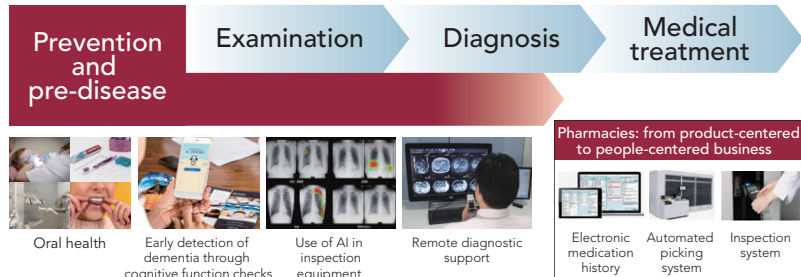 Prevention
and
pre-disease
Examination
Diagnosis
Medical
treatment
Pharmacies: from product-centered
to people-centered business
Oral health
Early detection of
dementia through
cognitive function checks
Use of AI in
inspection
equipment
Remote diagnostic
support
Electronic
medication
history
Automated
picking
system
Inspection
system